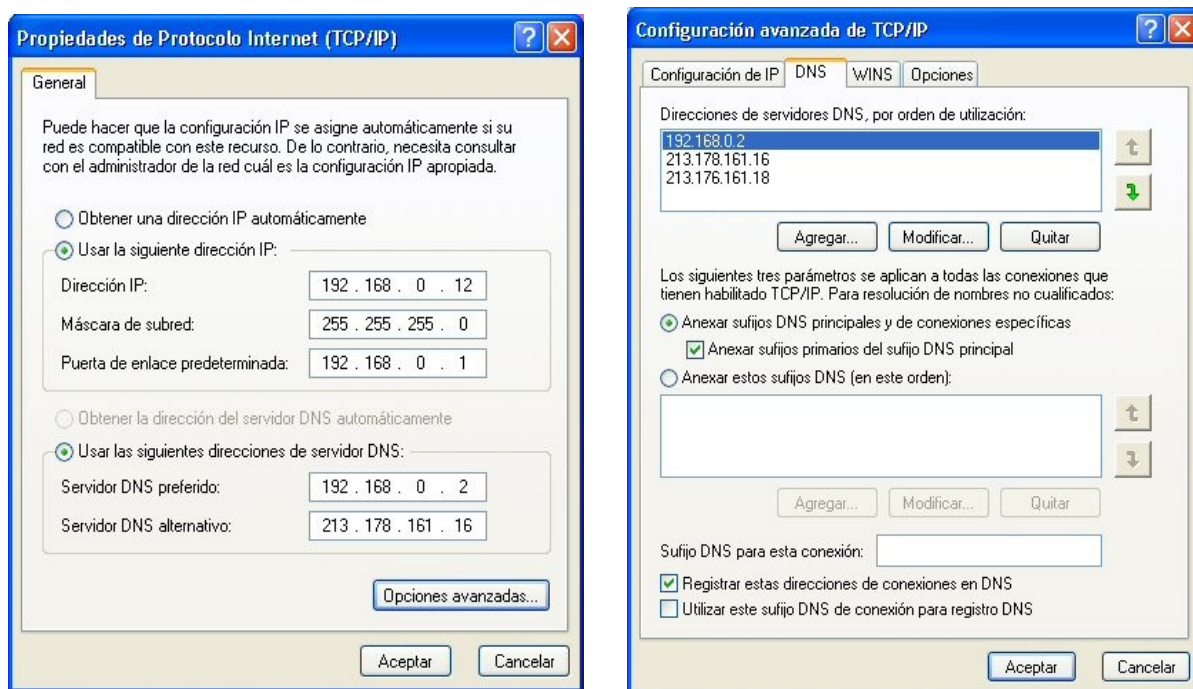 Propiedades de Protocolo Internet (TCP/IP)
General
Puede hacer que la configuración IP se asigne automáticamente si su
red es compatible con este recurso. De lo contrario, necesita consultar
con el administrador de la red cuál es la configuración IP apropiada.
Obtener una dirección IP automáticamente
Usar la siguiente dirección IP:
Dirección IP: 192 . 168 . 0 . 12
Máscara de subred: 255 . 255 . 255 . 0
Puerta de enlace predeterminada: 192 . 168 . 0 . 1
Obtener la dirección del servidor DNS automáticamente
Usar las siguientes direcciones de servidor DNS:
Servidor DNS preferido: 192 . 168 . 0 . 2
Servidor DNS alternativo: 213 . 178 . 161 . 16
Opciones avanzadas...
Aceptar Cancelar
Configuración avanzada de TCP/IP
Configuración de IP DNS WINS Opciones
Direcciones de servidores DNS, por orden de utilización:
192.168.0.2
213.178.161.16
213.176.161.18
Agregar... Modificar... Quitar
Los siguientes tres parámetros se aplican a todas las conexiones que
tienen habilitado TCP/IP. Para resolución de nombres no cualificados:
Anexar sufijos DNS principales y de conexiones específicas
Anexar sufijos primarios del sufijo DNS principal
Anexar estos sufijos DNS (en este orden):
Agregar... Modificar... Quitar
Sufijo DNS para esta conexión:
Registrar estas direcciones de conexiones en DNS
Utilizar este sufijo DNS de conexión para registro DNS
Aceptar Cancelar